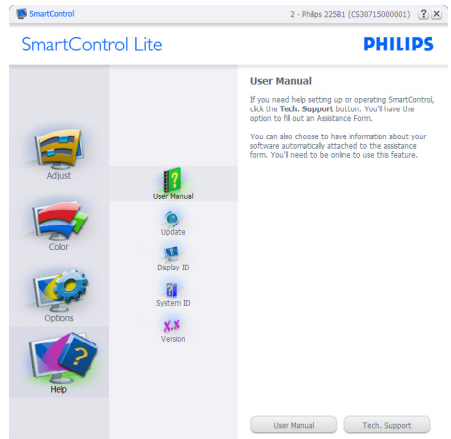 SmartControl
2 - Philips 225B1 (CS30715000001)
? X
SmartControl Lite
PHILIPS
Adjust
Color
Options
Help
User Manual
Update
Display ID
System ID
X.X
Version
User Manual
If you need help setting up or operating SmartControl,
click the Tech. Support button. You'll have the
option to fill out an Assistance Form.
You can also choose to have information about your
software automatically attached to the assistance
form. You'll need to be online to use this feature.
User Manual
Tech. Support